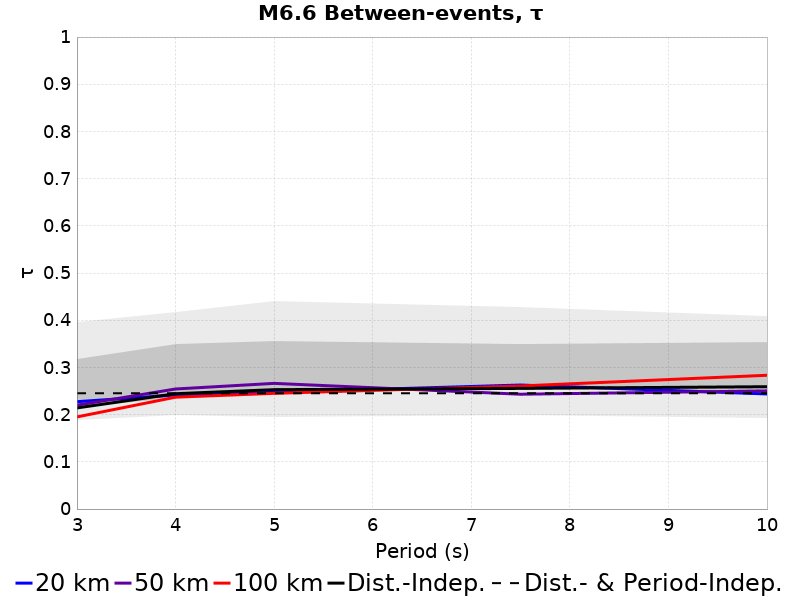 M6.6 Between-events, τ
1
0.9
0.8
0.7
0.6
0.5
0.4
0.3
0.2
0.1
0
τ
3 4 5 6 7 8 9 10
Period (s)
20 km 50 km 100 km Dist.-Indep. Dist.- & Period-Indep.